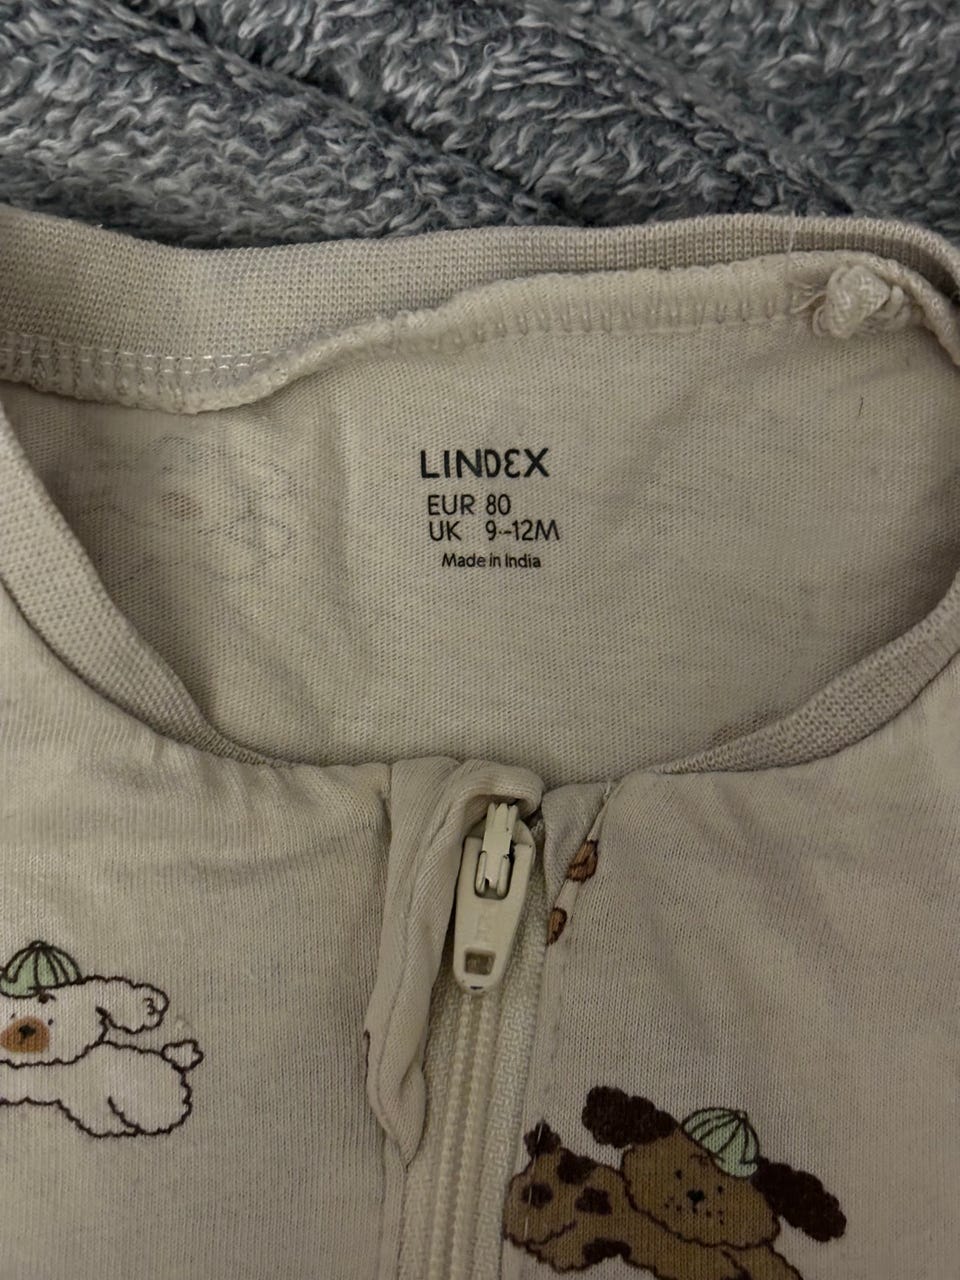 LINDEX
EUR 80
UK 9-12M
Made in India